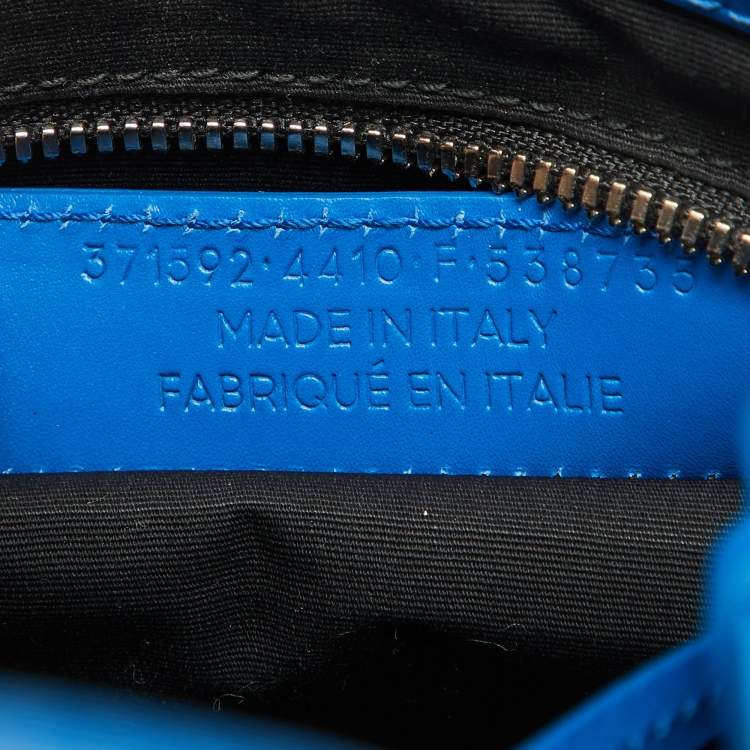 371592·4410·F·538735
MADE IN ITALY
FABRIQUÉ EN ITALIE